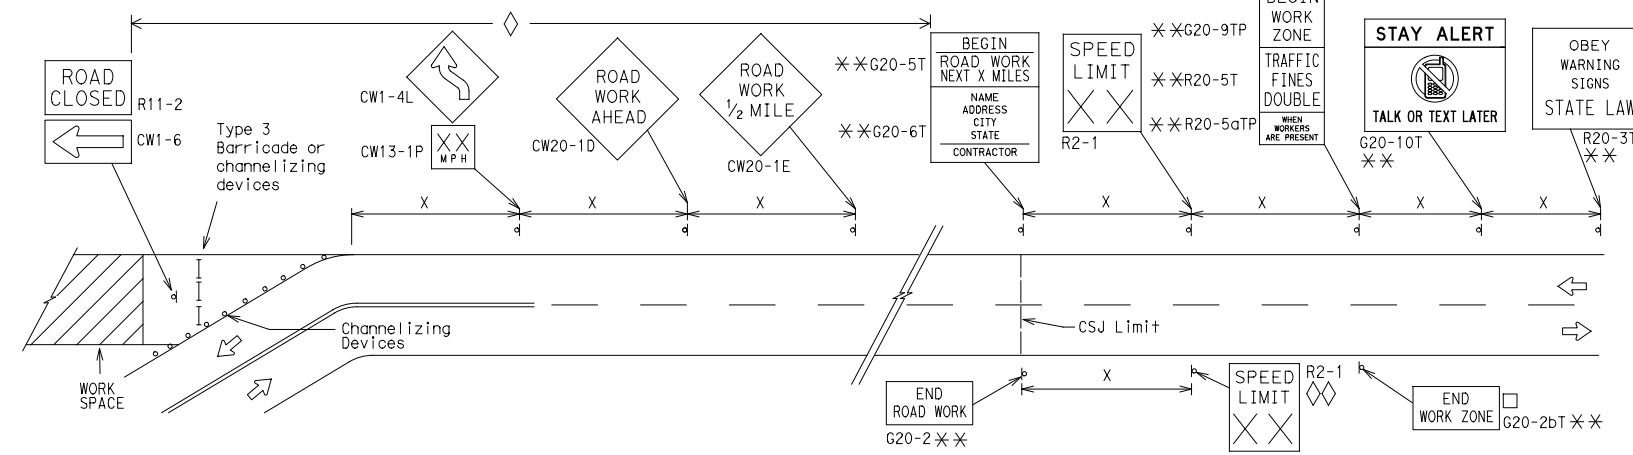 ROAD
CLOSED
R11-2
CW1-6
Type 3
Barricade or
channelizing
devices
CW1-4L
CW13-1P
X X
MPH
ROAD
WORK
AHEAD
CW20-1D
ROAD
WORK
1/2 MILE
CW20-1E
**G20-5T
BEGIN
ROAD WORK
NEXT X MILES
**G20-6T
NAME
ADDRESS
CITY
STATE
CONTRACTOR
SPEED
LIMIT
X X
R2-1
**G20-9TP
**R20-5T
**R20-5aTP
BEGIN
WORK
ZONE
TRAFFIC
FINES
DOUBLE
WHEN
WORKERS
ARE PRESENT
STAY ALERT
TALK OR TEXT LATER
G20-10T
**
OBEY
WARNING
SIGNS
STATE LAW
R20-3T
**
X X X X X X X
Channelizing
Devices
WORK
SPACE
CSJ Limit
X
END
ROAD WORK
G20-2**
SPEED
LIMIT
X X
R2-1
END
WORK ZONE
G20-2bT**